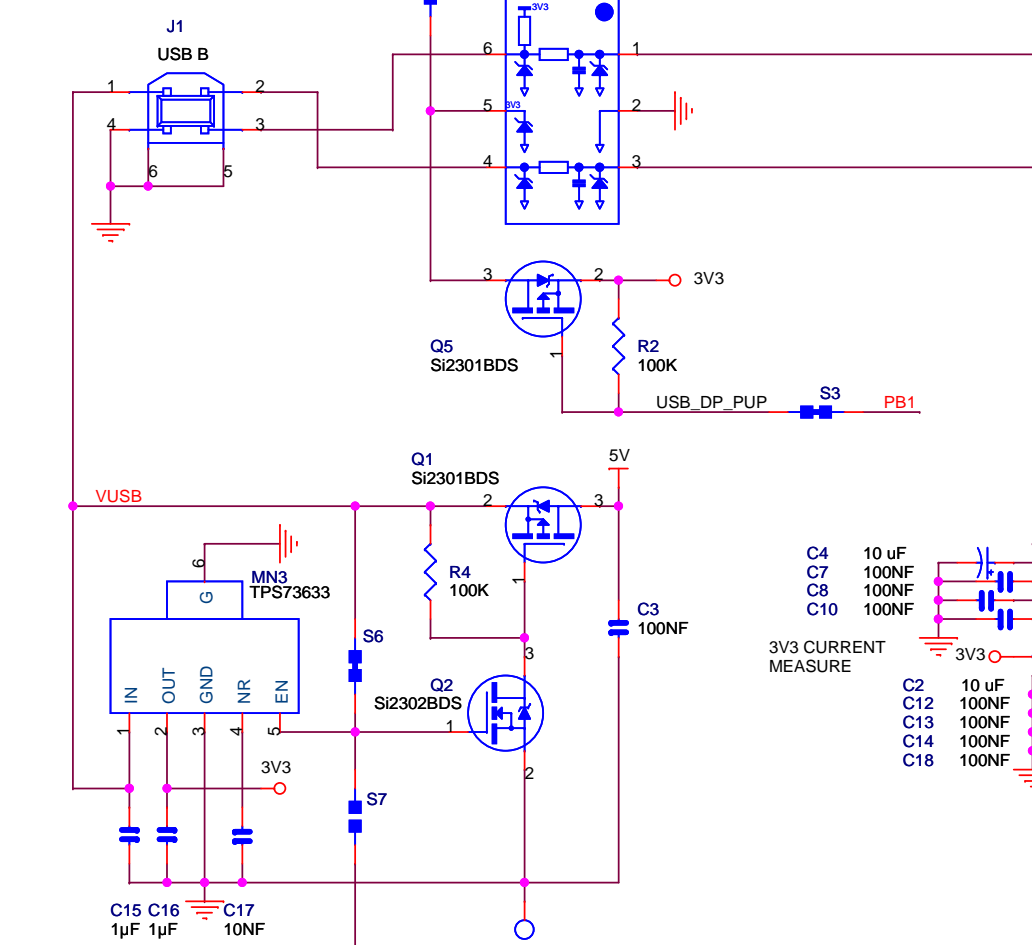 J1
USB B
1
2
4
3
6
5
3V3
6
1
5
3V3
2
4
3
3
2
3V3
Q5
Si2301BDS
1
R2
100K
USB_DP_PUP
S3
PB1
Q1
Si2301BDS
5V
VUSB
2
3
1
R4
100K
6
G
MN3
TPS73633
C3
100NF
S6
IN
OUT
GND
NR
EN
1
2
3
4
5
3
Q2
Si2302BDS
1
2
3V3
S7
C15
C16
C17
1µF
1µF
10NF
C4 10 uF
C7 100NF
C8 100NF
C10 100NF
+
3V3 CURRENT
MEASURE
3V3
C2 10 uF
C12 100NF
C13 100NF
C14 100NF
C18 100NF